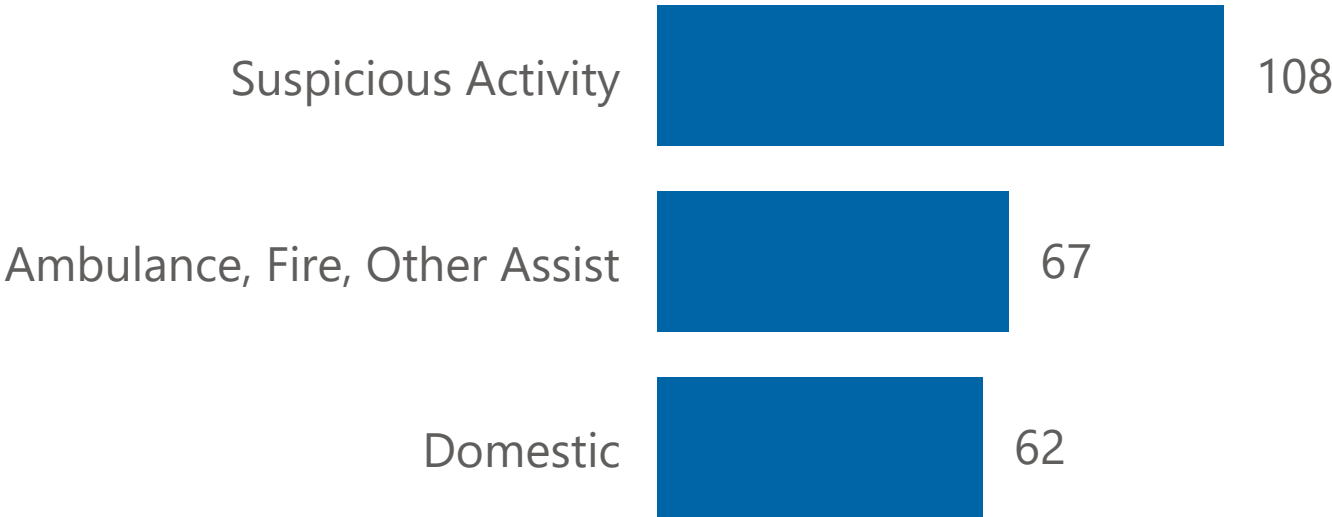 Suspicious Activity 108
Ambulance, Fire, Other Assist 67
Domestic 62